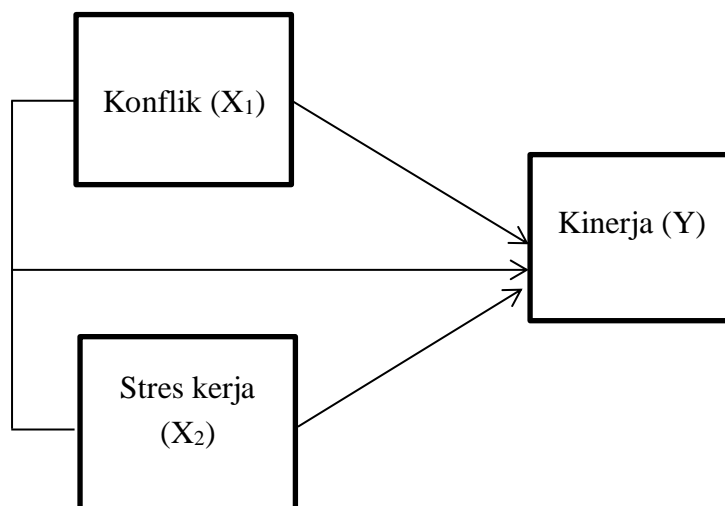 Konflik (X₁)
Kinerja (Y)
Stres kerja
(X₂)